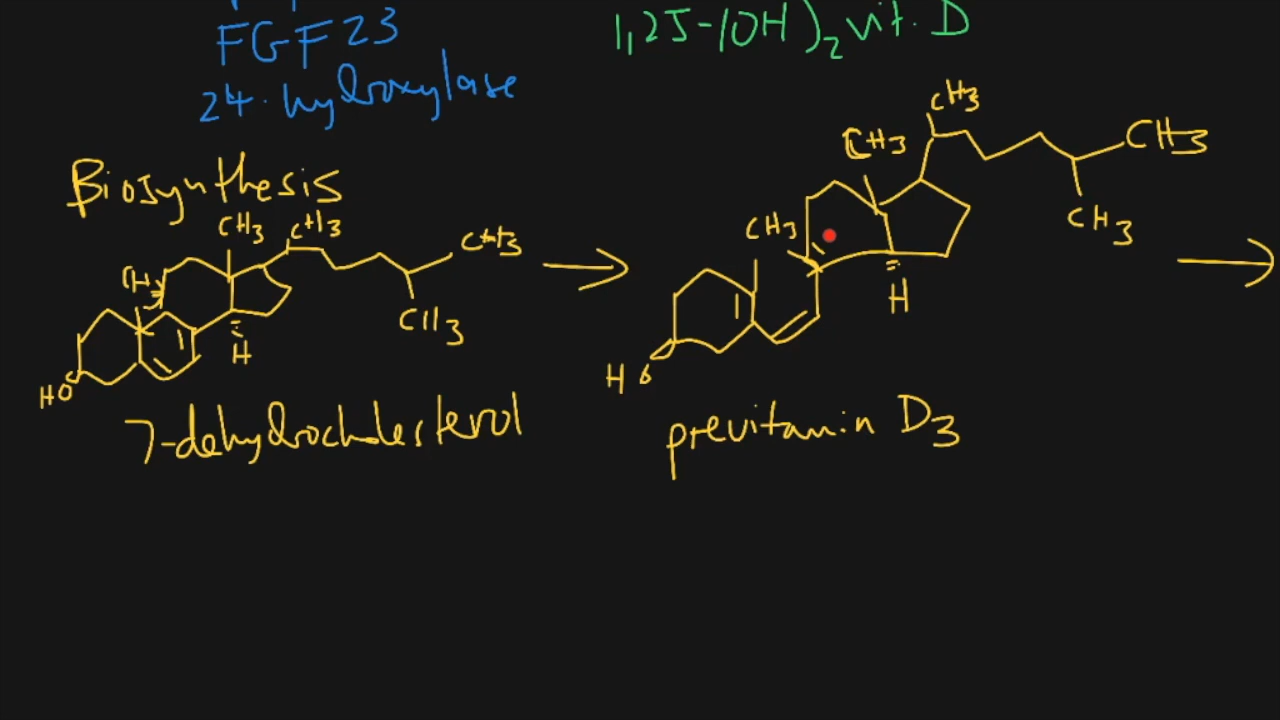 FGF23
24-hydroxylase
1,25-(OH)2 vit. D
Biosynthesis
CH3
CH3
CH3
CH3
CH3
HO
H
7-dehydrocholesterol
CH3
CH3
CH3
CH3
CH3
H
HO
previtamin D3